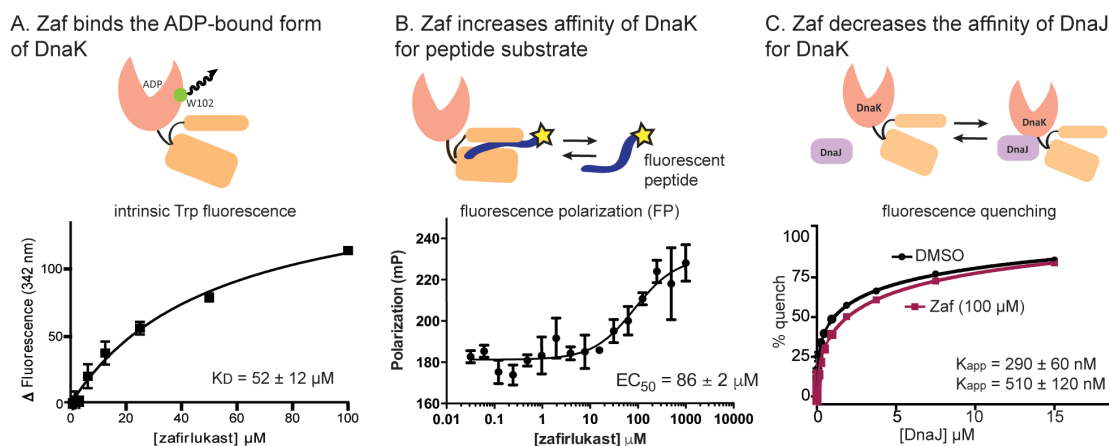 A. Zaf binds the ADP-bound form
of DnaK
ADP
W102
intrinsic Trp fluorescence
Δ Fluorescence (342 nm)
100
50
0
0 20 40 60 80 100
[zafirlukast] µM
KD = 52 ± 12 µM
B. Zaf increases affinity of DnaK
for peptide substrate
fluorescent
peptide
fluorescence polarization (FP)
Polarization (mP)
240
220
200
180
160
0.01 0.1 1 10 100 1000 10000
[zafirlukast] µM
EC50 = 86 ± 2 µM
C. Zaf decreases the affinity of DnaJ
for DnaK
DnaK
DnaJ
DnaK
DnaJ
fluorescence quenching
% quench
100
75
50
25
0
0 5 10 15
[DnaJ] µM
DMSO
Zaf (100 µM)
Kapp = 290 ± 60 nM
Kapp = 510 ± 120 nM